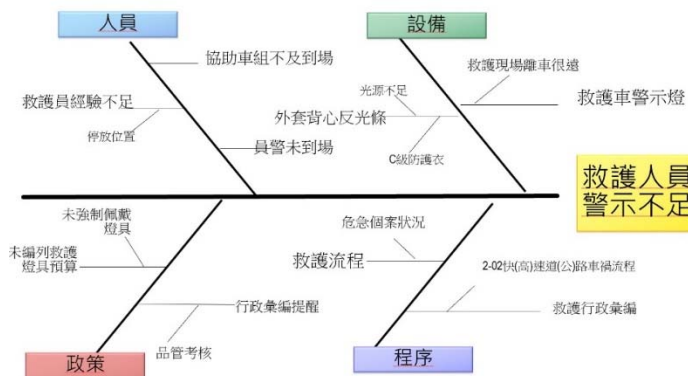 人員
設備
協助車組不及到場
救護現場離車很遠
光源不足
救護車警示燈
救護員經驗不足
外套背心反光條
停放位置
員警未到場
C級防護衣
救護人員
警示不足
未強制佩戴
燈具
危急個案狀況
未編列救護
燈具預算
救護流程
2-02快(高)速道(公)路車禍流程
行政彙編提醒
救護行政彙編
品管考核
政策
程序